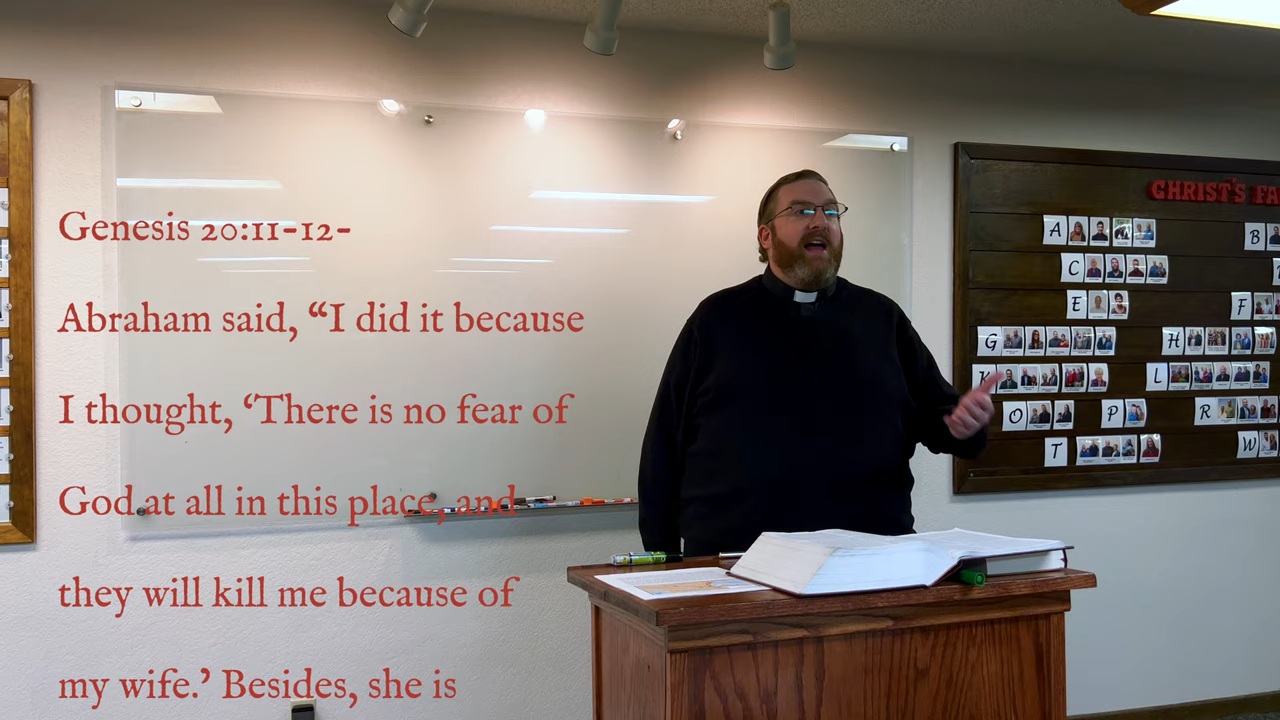 Genesis 20:11-12-
Abraham said, “I did it because
I thought, ‘There is no fear of
God at all in this place, and
they will kill me because of
my wife.’ Besides, she is
CHRIST'S FA
A
B
C
E
F
G
H
K
L
O
P
R
T
W